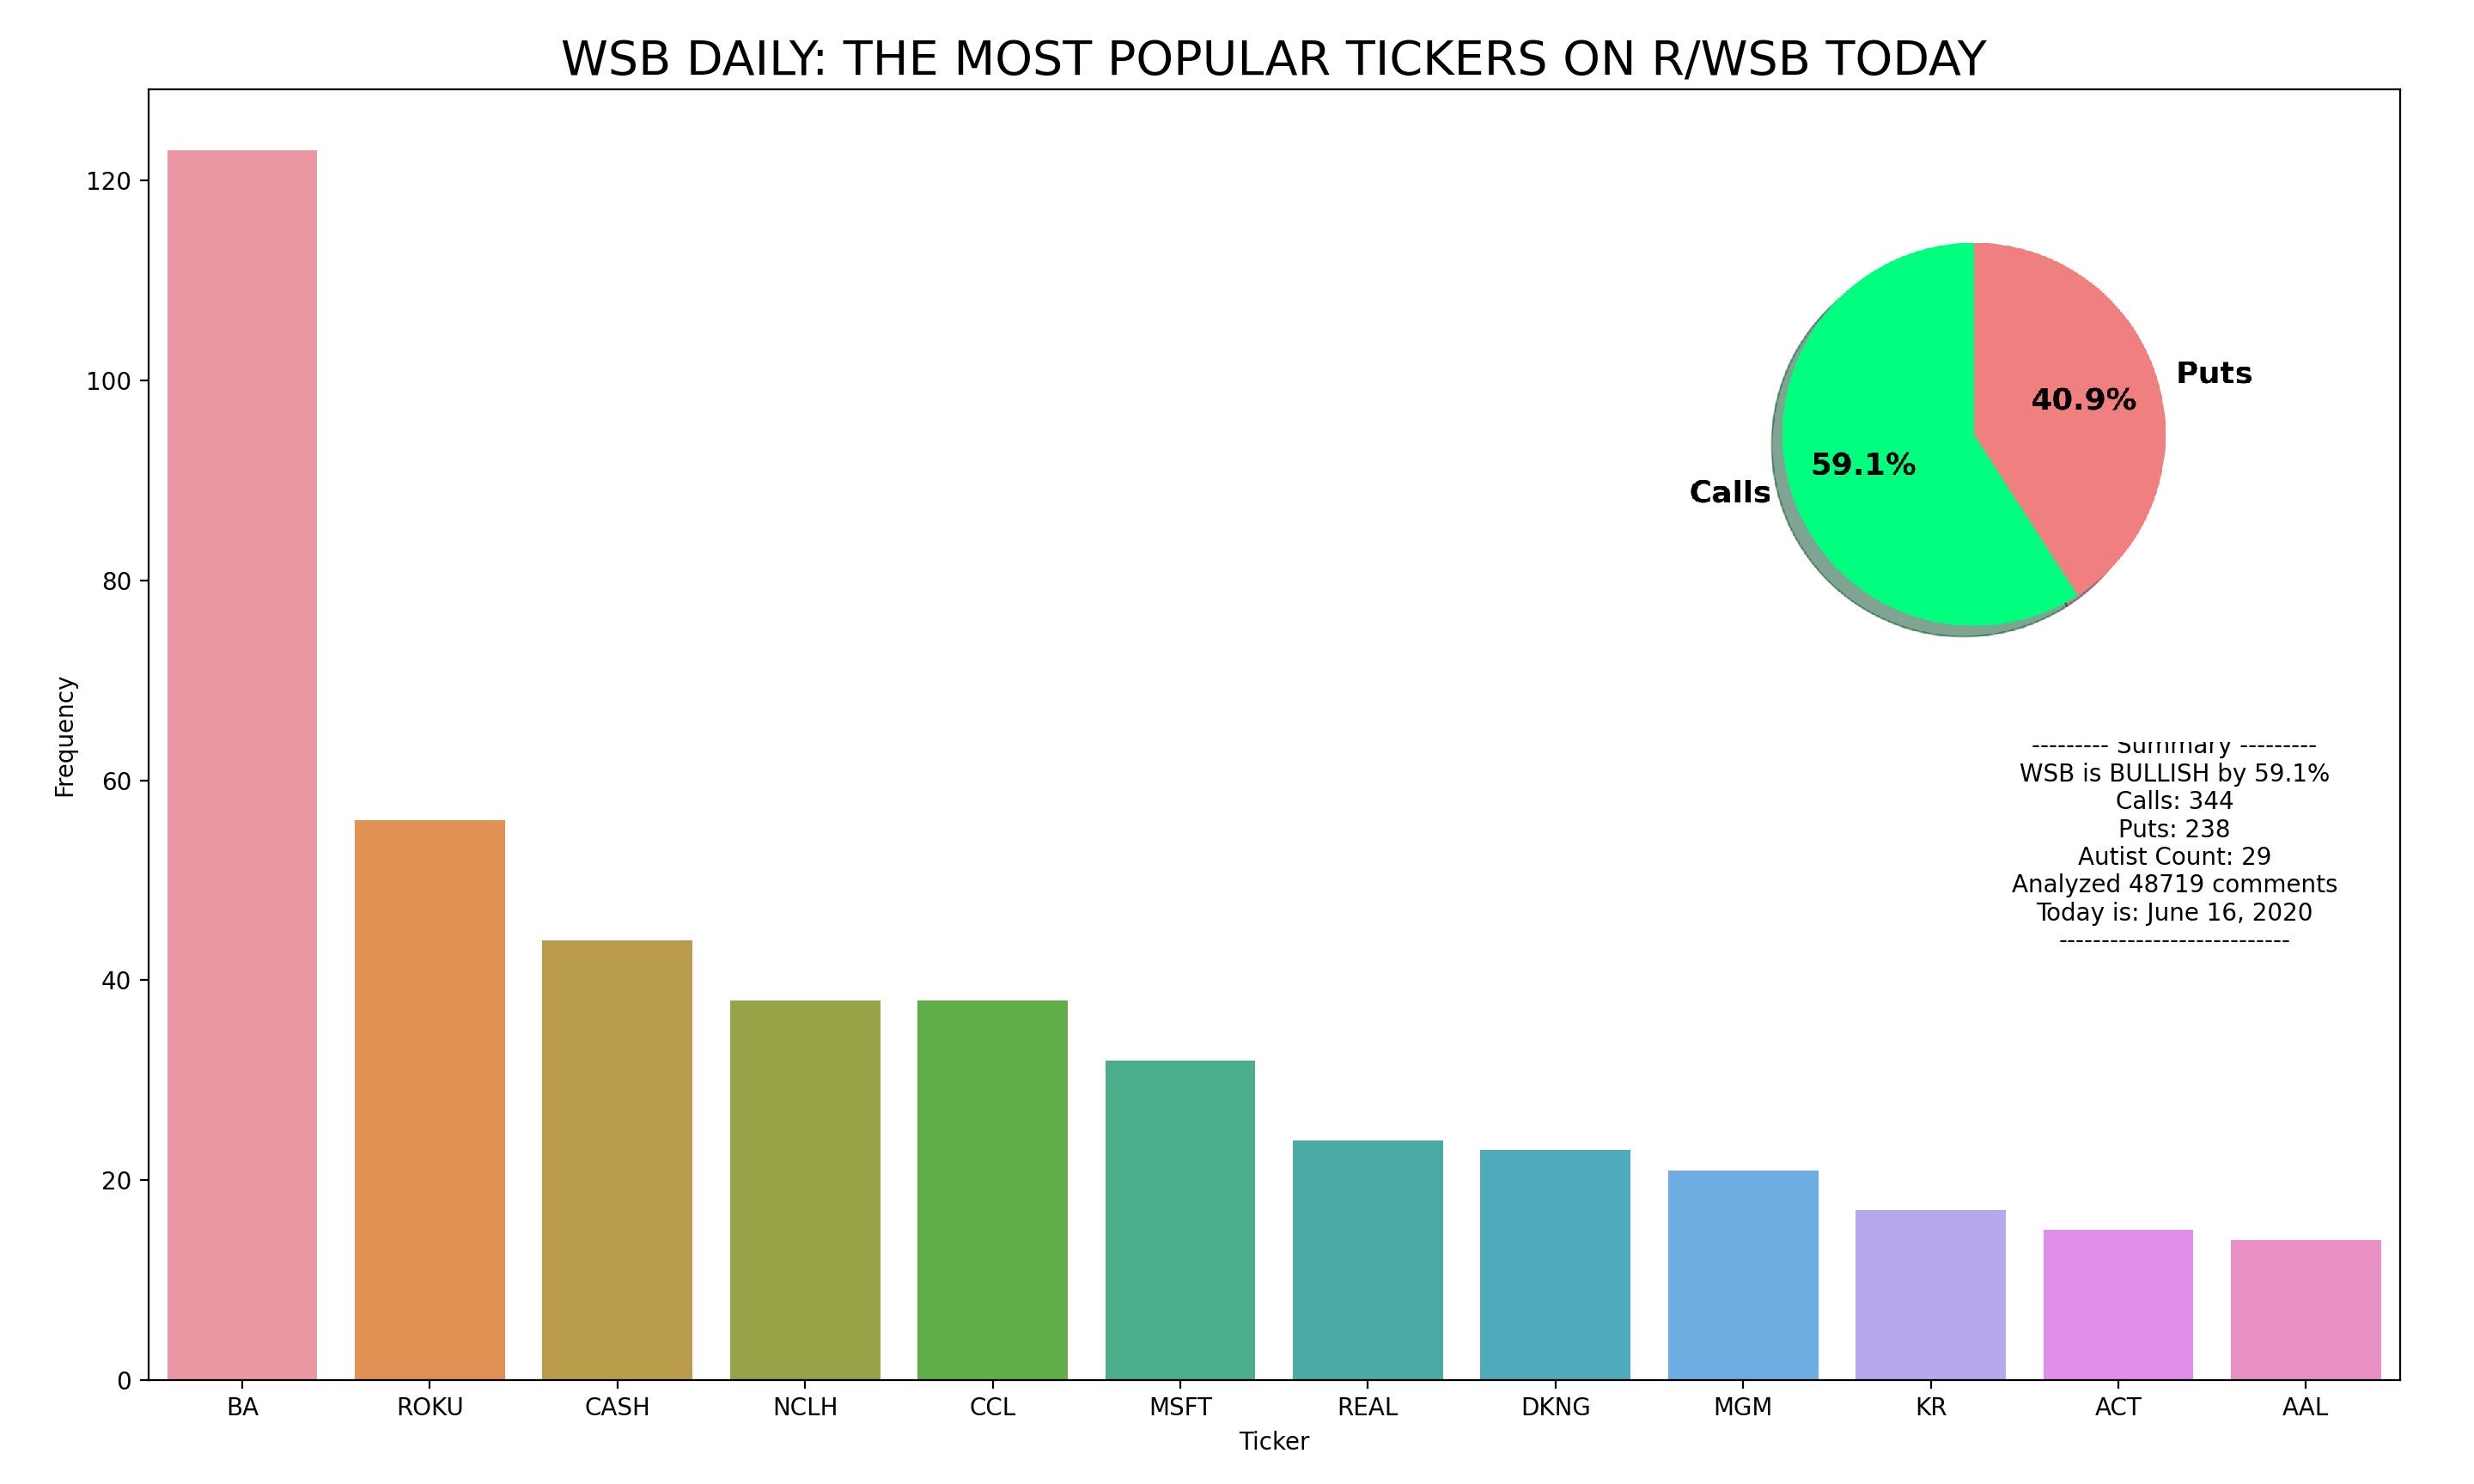 WSB DAILY: THE MOST POPULAR TICKERS ON R/WSB TODAY
120
100
80
60
40
20
0
Frequency
Puts
40.9%
59.1%
Calls
--------- Summary ---------
WSB is BULLISH by 59.1%
Calls: 344
Puts: 238
Autist Count: 29
Analyzed 48719 comments
Today is: June 16, 2020
---------------------------
BA ROKU CASH NCLH CCL MSFT REAL DKNG MGM KR ACT AAL
Ticker